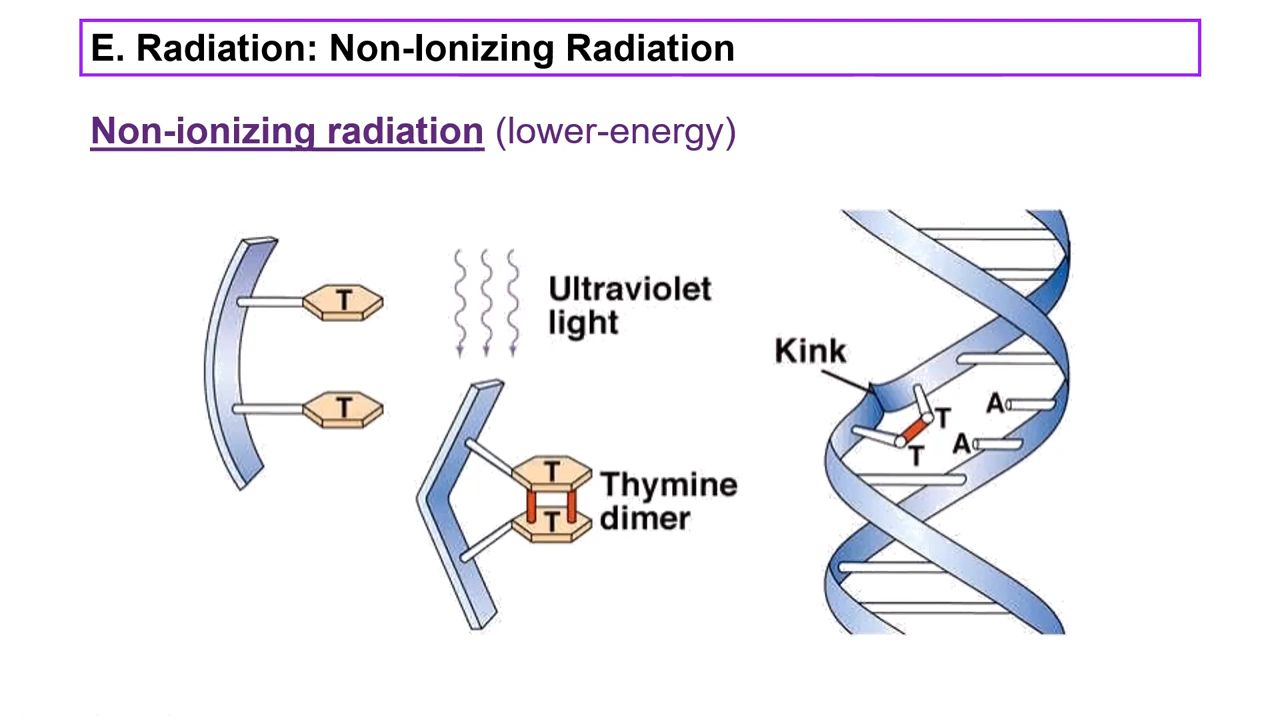 E. Radiation: Non-Ionizing Radiation
Non-ionizing radiation (lower-energy)
T
T
Ultraviolet
light
T
T
Thymine
dimer
Kink
T
A
T
A